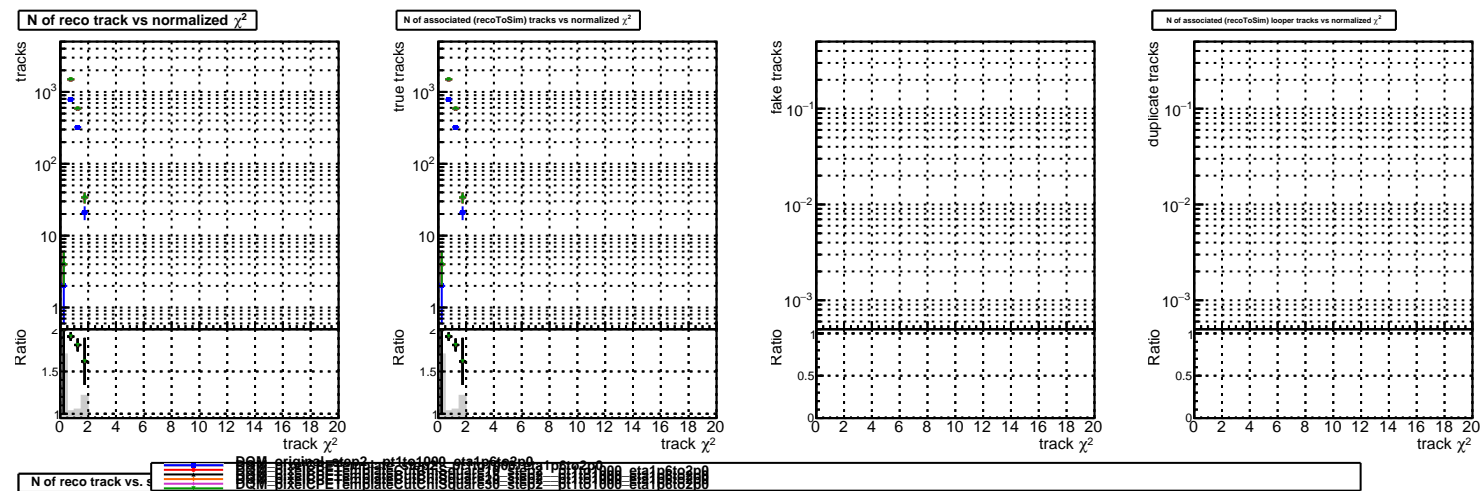 N of reco track vs normalized χ²
N of associated (recoToSim) tracks vs normalized χ²
N of associated (recoToSim) looper tracks vs normalized χ²
tracks
10³
10²
10
1
Ratio
2
1.5
1
0 2 4 6 8 10 12 14 16 18 20
track χ²
true tracks
10³
10²
10
1
Ratio
2
1.5
1
0 2 4 6 8 10 12 14 16 18 20
track χ²
fake tracks
10⁻¹
10⁻²
10⁻³
Ratio
1
0.5
0
0 2 4 6 8 10 12 14 16 18 20
track χ²
duplicate tracks
10⁻¹
10⁻²
10⁻³
Ratio
1
0.5
0
0 2 4 6 8 10 12 14 16 18 20
track χ²
N of reco track vs.